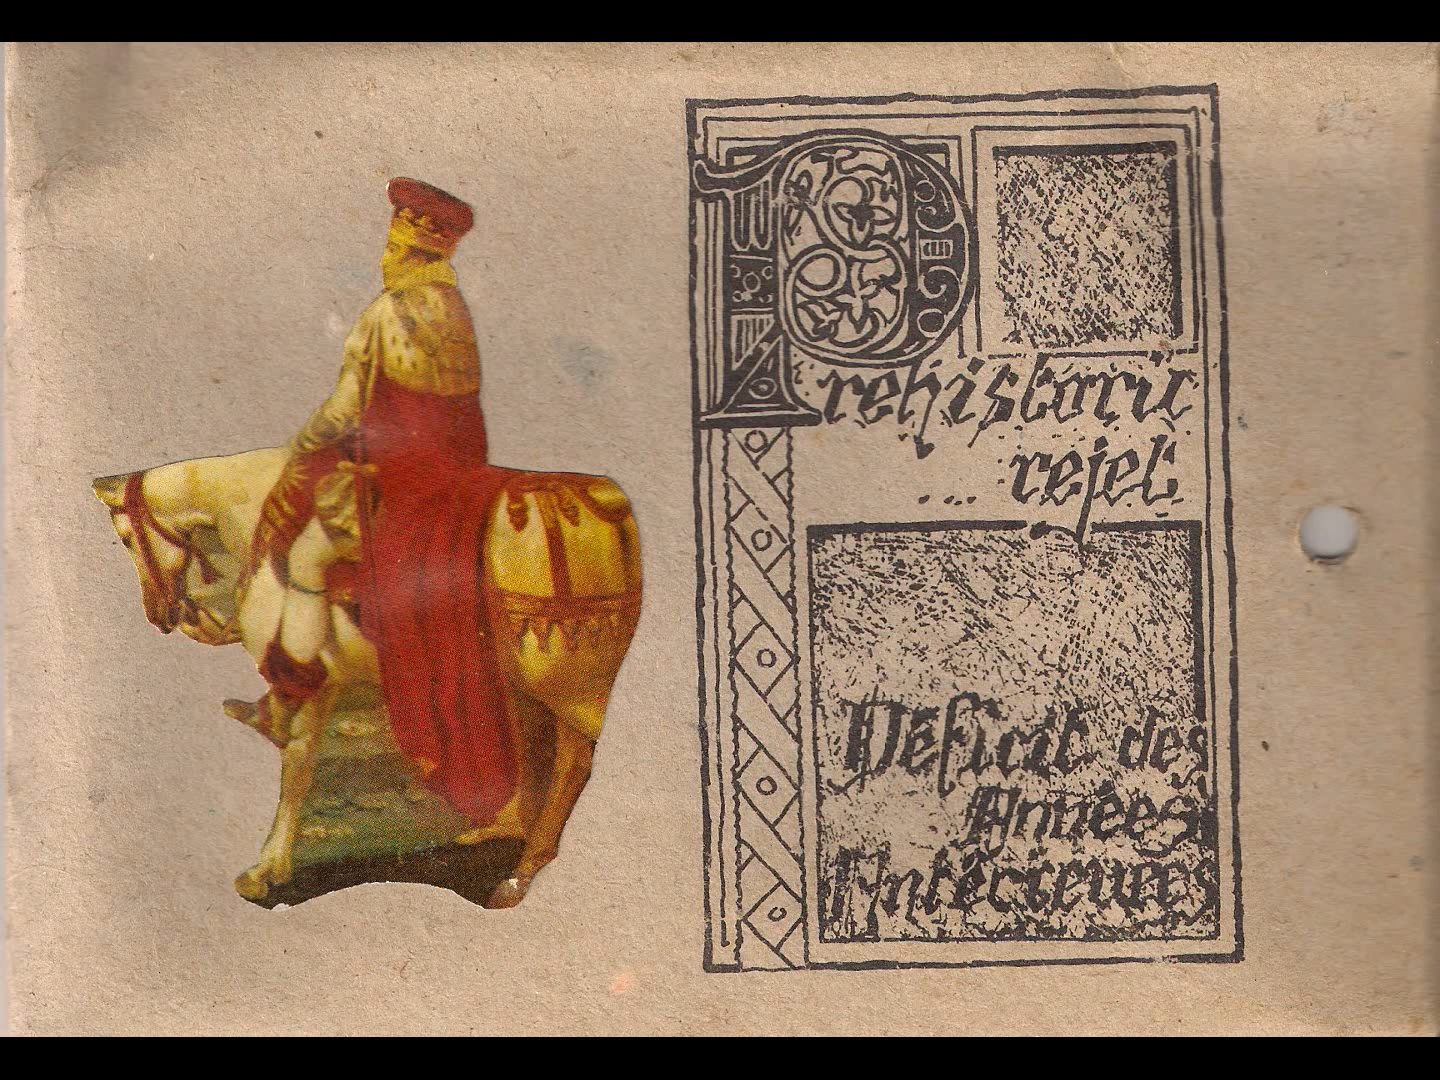 Prehistoric
... rejet
Déficit des
Années
Antérieures